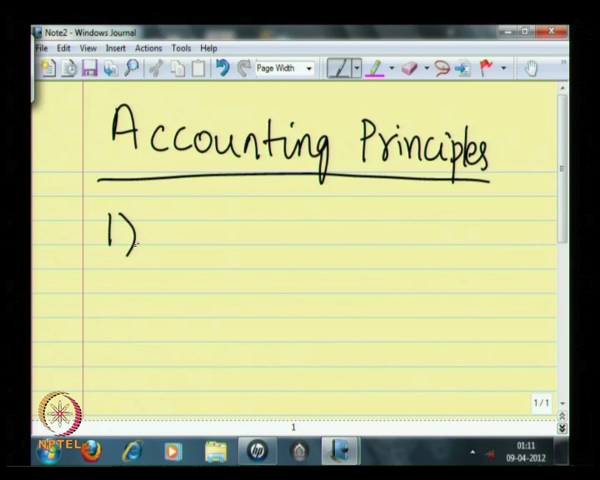 Note2 - Windows Journal
File Edit View Insert Actions Tools Help
Page Width
Accounting Principles
1)
1/1
1
NPTEL
01:11
09-04-2012